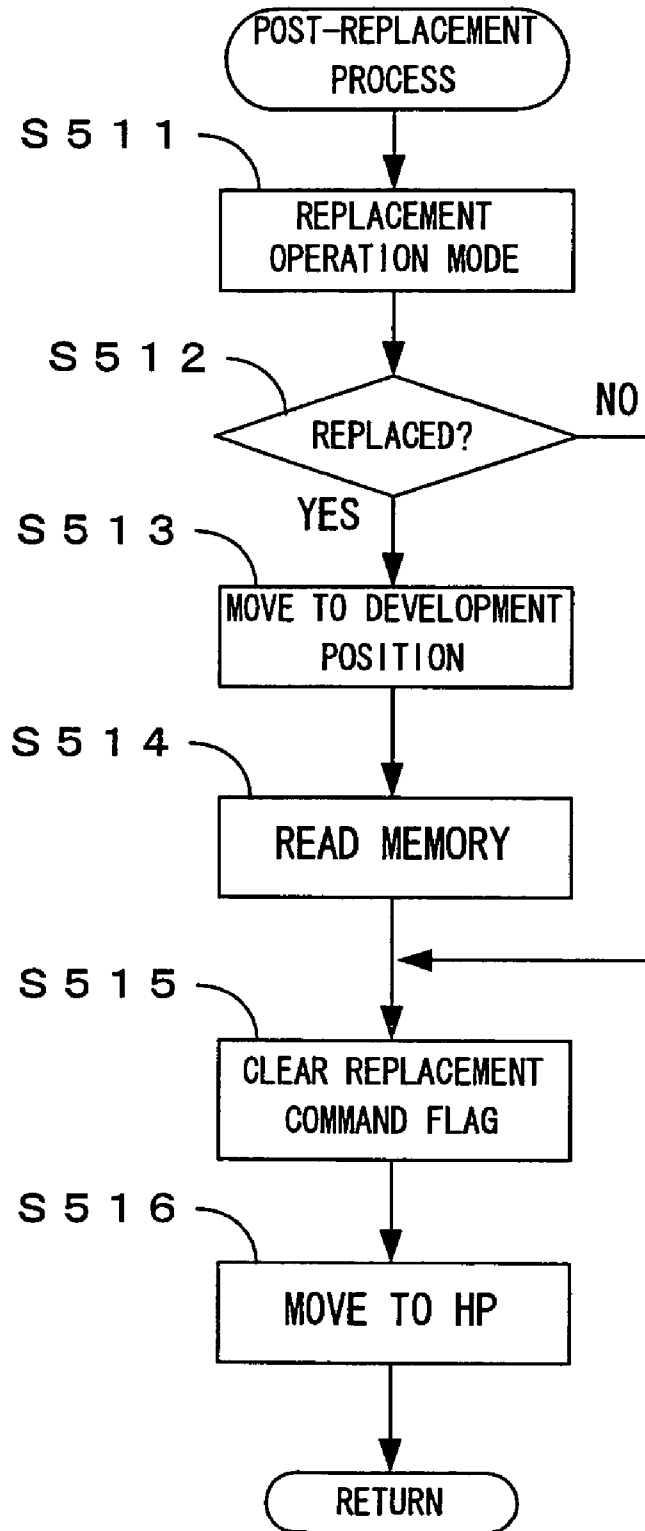 POST-REPLACEMENT
PROCESS
S511
REPLACEMENT
OPERATION MODE
S512
REPLACED?
NO
YES
S513
MOVE TO DEVELOPMENT
POSITION
S514
READ MEMORY
S515
CLEAR REPLACEMENT
COMMAND FLAG
S516
MOVE TO HP
RETURN